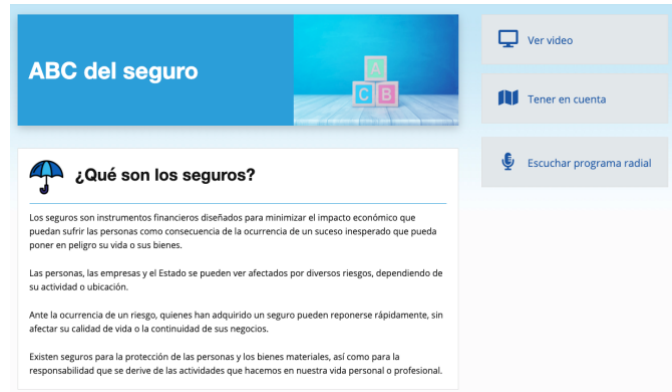 ABC del seguro
A
C B
Ver video
Tener en cuenta
Escuchar programa radial
¿Qué son los seguros?
Los seguros son instrumentos financieros diseñados para minimizar el impacto económico que
puedan sufrir las personas como consecuencia de la ocurrencia de un suceso inesperado que pueda
poner en peligro su vida o sus bienes.
Las personas, las empresas y el Estado se pueden ver afectados por diversos riesgos, dependiendo de
su actividad o ubicación.
Ante la ocurrencia de un riesgo, quienes han adquirido un seguro pueden reponerse rápidamente, sin
afectar su calidad de vida o la continuidad de sus negocios.
Existen seguros para la protección de las personas y los bienes materiales, así como para la
responsabilidad que se derive de las actividades que hacemos en nuestra vida personal o profesional.